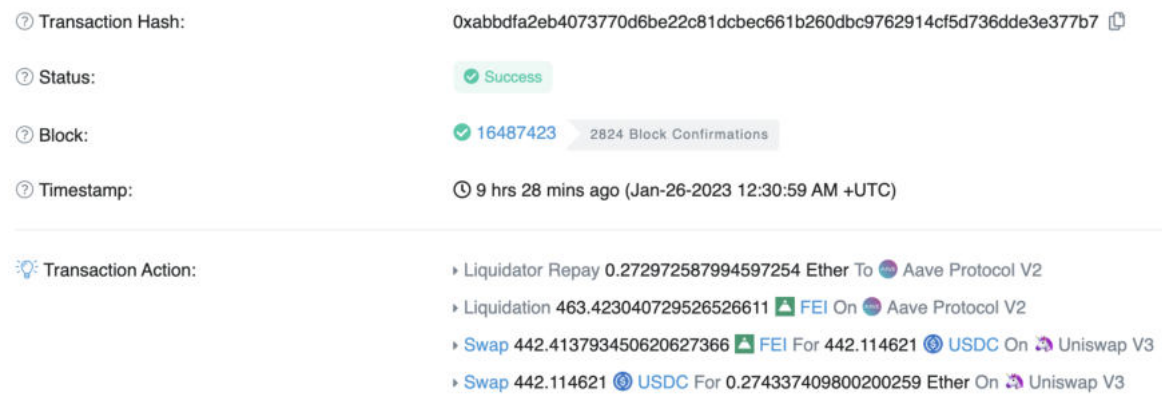 Transaction Hash: 0xabbdfa2eb4073770d6be22c81dcbec661b260dbc9762914cf5d736dde3e377b7
Status: Success
Block: 16487423 2824 Block Confirmations
Timestamp: 9 hrs 28 mins ago (Jan-26-2023 12:30:59 AM +UTC)
Transaction Action: Liquidator Repay 0.272972587994597254 Ether To Aave Protocol V2
Liquidation 463.423040729526526611 FEI On Aave Protocol V2
Swap 442.413793450620627366 FEI For 442.114621 USDC On Uniswap V3
Swap 442.114621 USDC For 0.274337409800200259 Ether On Uniswap V3